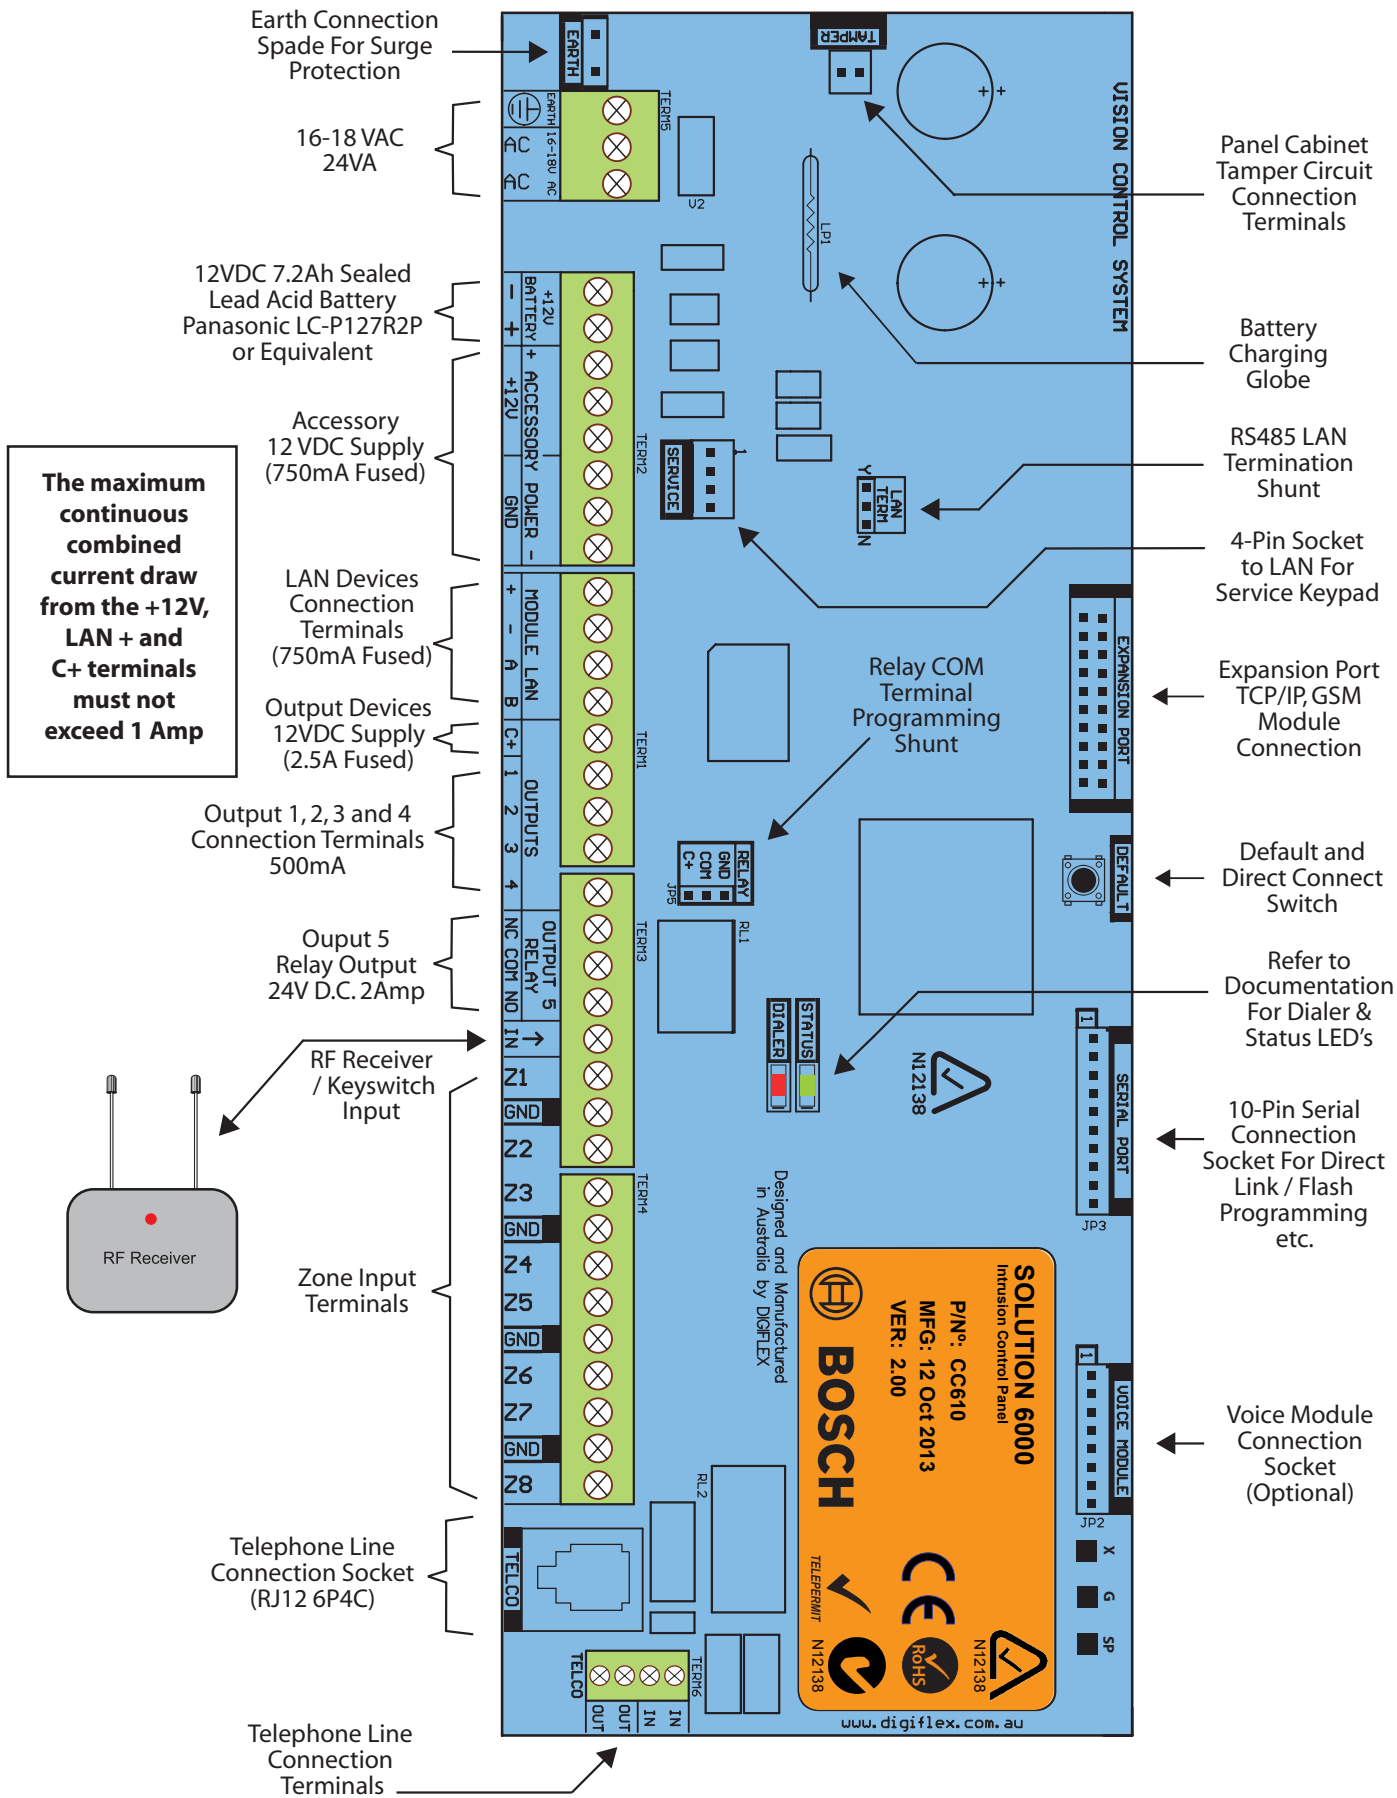 Earth Connection
Spade For Surge
Protection
16-18 VAC
24VA
12VDC 7.2Ah Sealed
Lead Acid Battery
Panasonic LC-P127R2P
or Equivalent
Accessory
12 VDC Supply
(750mA Fused)
The maximum
continuous
combined
current draw
from the +12V,
LAN + and
C+ terminals
must not
exceed 1 Amp
LAN Devices
Connection
Terminals
(750mA Fused)
Output Devices
12VDC Supply
(2.5A Fused)
Output 1, 2, 3 and 4
Connection Terminals
500mA
Ouput 5
Relay Output
24V D.C. 2Amp
RF Receiver
/ Keyswitch
Input
RF Receiver
Zone Input
Terminals
Telephone Line
Connection Socket
(RJ12 6P4C)
Telephone Line
Connection
Terminals
EARTH
EARTH
16-18V AC
AC
AC
TERM5
V2
- +
+12V
BATTERY
+ ACCESSORY POWER -
+12V
GND
TERM2
SERVICE
1
MODULE LAN
+ - A B
C+
OUTPUTS
1 2 3 4
TERM1
NC COM NO
OUTPUT 5
RELAY
TERM3
IN →
Z1
GND
Z2
Z3
GND
Z4
Z5
GND
Z6
Z7
GND
Z8
TERM4
TELCO
TELCO
OUT OUT IN IN
TERM6
TAMPER
LP1
+ +
+ +
VISION CONTROL SYSTEM
Y
LAN
TERM
N
Relay COM
Terminal
Programming
Shunt
RELAY
GND
COM
C+
JP5
RL1
DIALER
STATUS
N12138
Designed and Manufactured
in Australia by DIGIFLEX
RL2
EXPANSION PORT
DEFAULT
1
SERIAL PORT
JP3
1
VOICE MODULE
JP2
X
G
SP
SOLUTION 6000
Intrusion Control Panel
P/Nº: CC610
MFG: 12 Oct 2013
VER: 2.00
BOSCH
TELEPERMIT
CE
N12138
RoHS
N12138
www.digiflex.com.au
Panel Cabinet
Tamper Circuit
Connection
Terminals
Battery
Charging
Globe
RS485 LAN
Termination
Shunt
4-Pin Socket
to LAN For
Service Keypad
Expansion Port
TCP/IP, GSM
Module
Connection
Default and
Direct Connect
Switch
Refer to
Documentation
For Dialer &
Status LED's
10-Pin Serial
Connection
Socket For Direct
Link / Flash
Programming
etc.
Voice Module
Connection
Socket
(Optional)